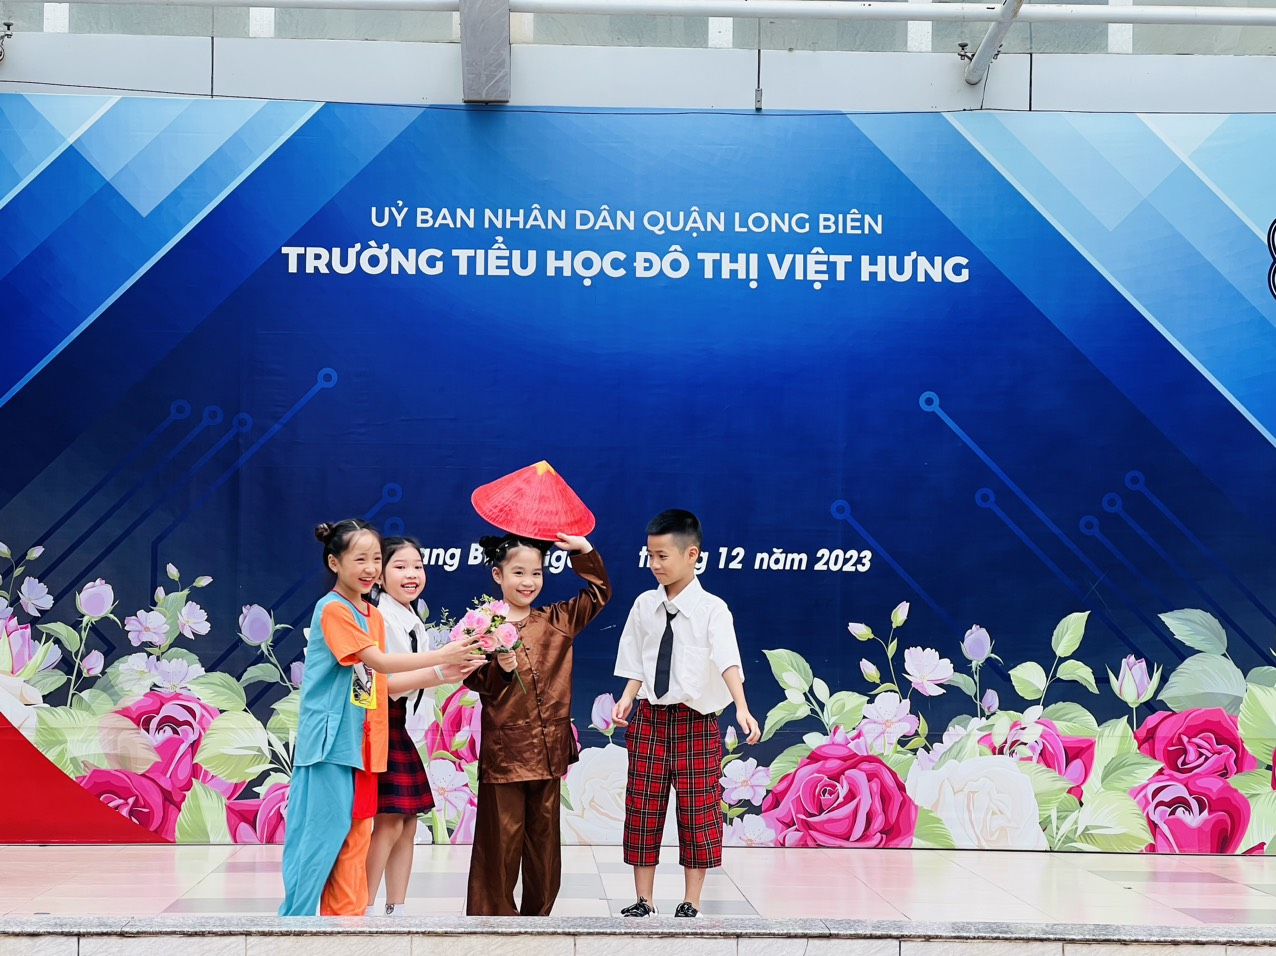 UỶ BAN NHÂN DÂN QUẬN LONG BIÊN
TRƯỜNG TIỂU HỌC ĐÔ THỊ VIỆT HƯNG
12 năm 2023